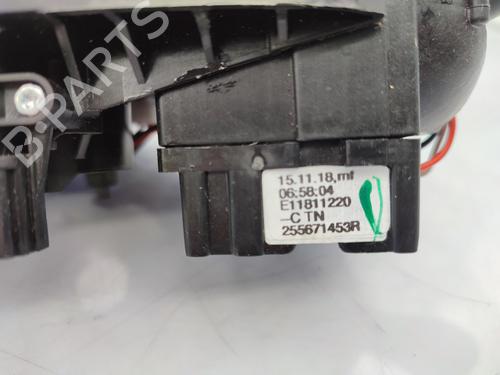 B-PARTS
15.11.18,mf
06:58:04
E11811220
-C TN
255671453R